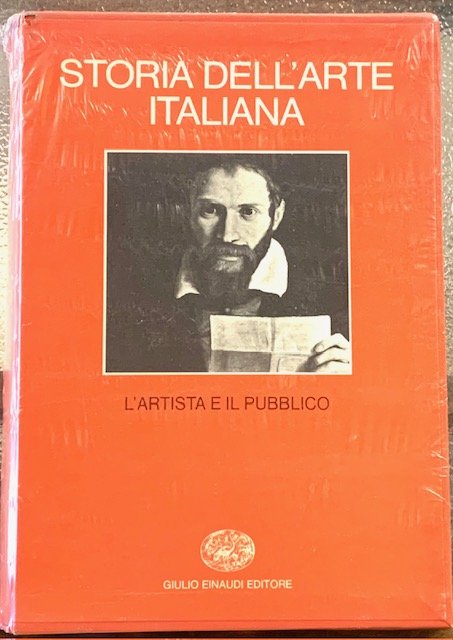 STORIA DELL'ARTE
ITALIANA
L'ARTISTA E IL PUBBLICO
GIULIO EINAUDI EDITORE